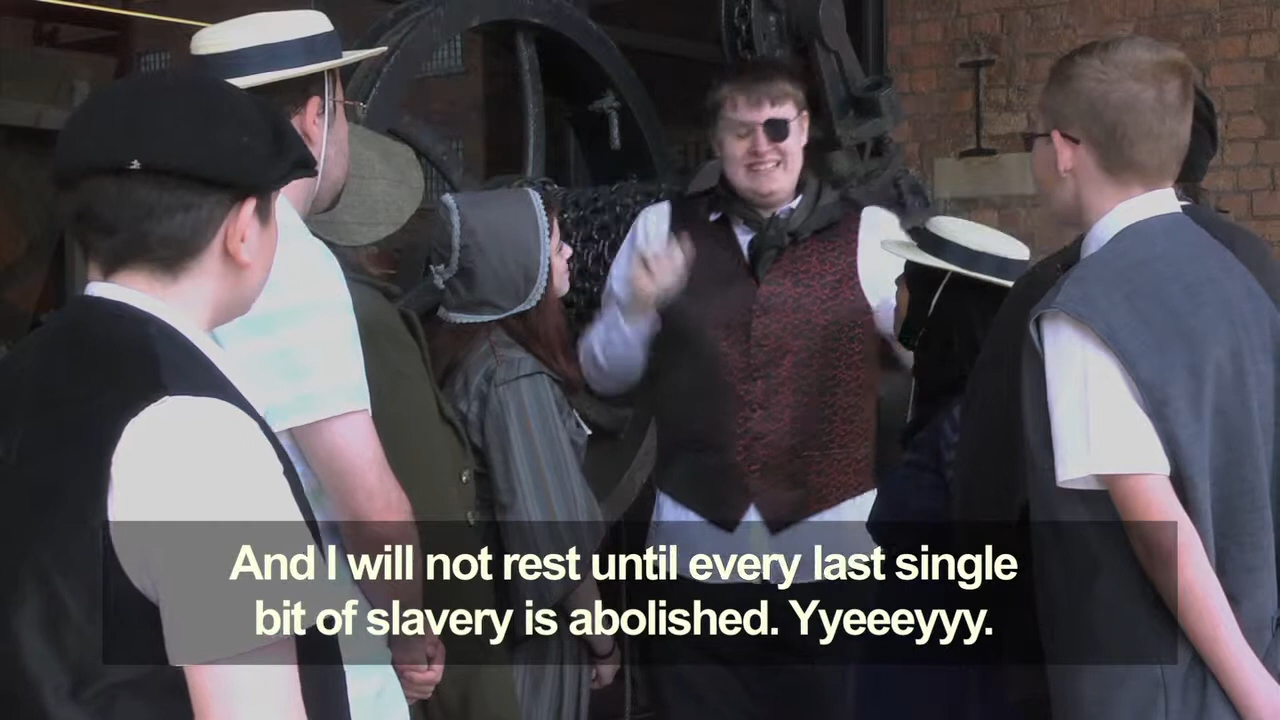 And I will not rest until every last single
bit of slavery is abolished. Yyeeeyyy.